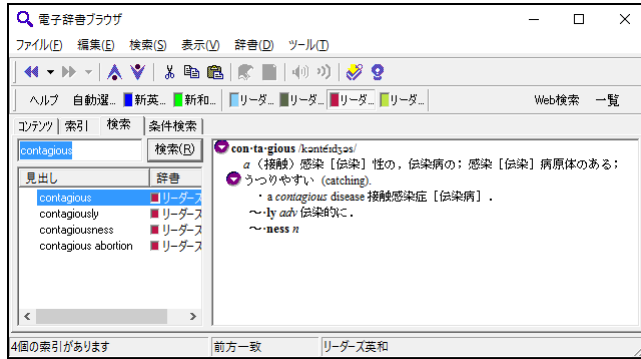 電子辞書ブラウザ
ファイル(F) 編集(E) 検索(S) 表示(V) 辞書(D) ツール(T)
ヘルプ 自動選... 新英... 新和... リーダ... リーダ... リーダ... リーダ... Web検索 一覧
コンテンツ 索引 検索 条件検索
contagious 検索(R)
見出し 辞書
contagious リーダーズ
contagiously リーダーズ
contagiousness リーダーズ
contagious abortion リーダーズ
con·ta·gious /kəntéɪdʒəs/
a 〈接触〉感染［伝染］性の，伝染病の；感染［伝染］病原体のある；
うつりやすい (catching).
・a contagious disease 接触感染症［伝染病］.
～·ly adv 伝染的に.
～·ness n
4個の索引があります 前方一致 リーダーズ英和